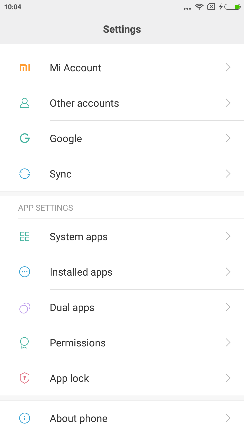 10:04
Settings
Mi Account
Other accounts
Google
Sync
APP SETTINGS
System apps
Installed apps
Dual apps
Permissions
App lock
About phone